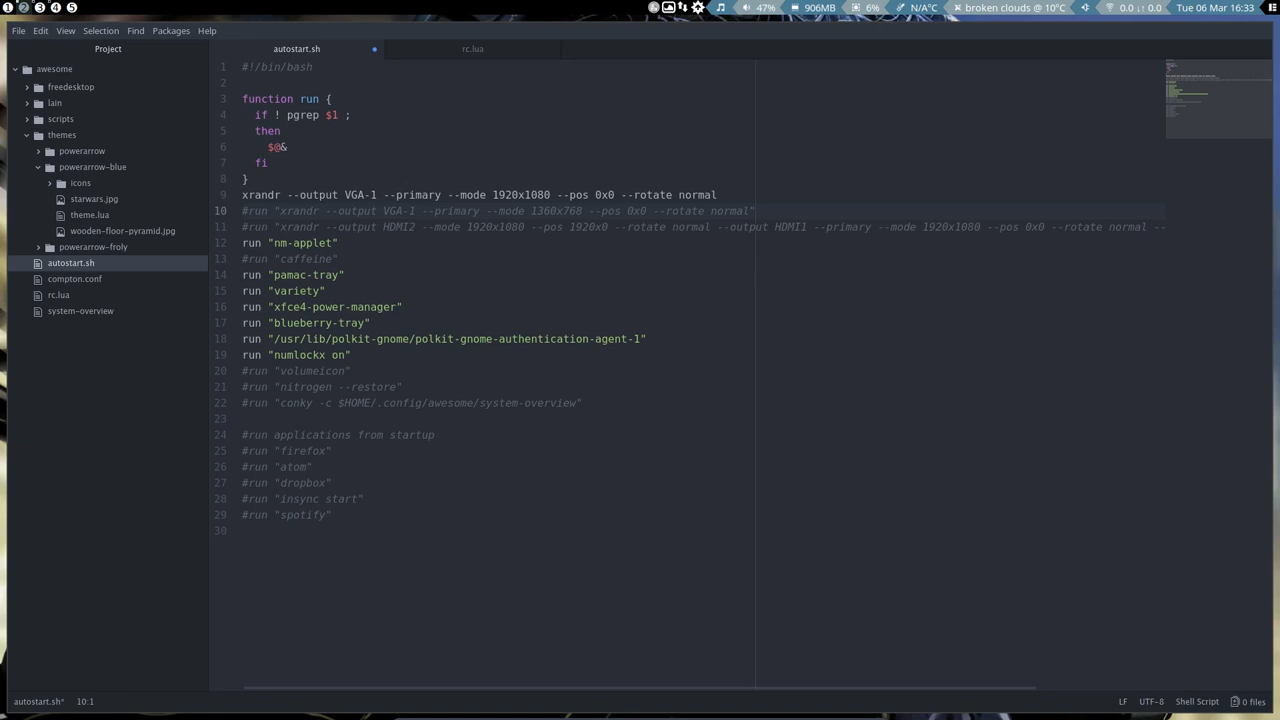 1 2 3 4 5 47% 906MB 6% N/A°C broken clouds @ 10°C 0.0 ↓↑ 0.0 Tue 06 Mar 16:33
File Edit View Selection Find Packages Help
Project
awesome
freedesktop
lain
scripts
themes
powerarrow
powerarrow-blue
icons
starwars.jpg
theme.lua
wooden-floor-pyramid.jpg
powerarrow-froly
autostart.sh
compton.conf
rc.lua
system-overview
autostart.sh rc.lua
1 #!/bin/bash
2
3 function run {
4   if ! pgrep $1 ;
5   then
6     $@&
7   fi
8 }
9 xrandr --output VGA-1 --primary --mode 1920x1080 --pos 0x0 --rotate normal
10 #run "xrandr --output VGA-1 --primary --mode 1360x768 --pos 0x0 --rotate normal"
11 #run "xrandr --output HDMI2 --mode 1920x1080 --pos 1920x0 --rotate normal --output HDMI1 --primary --mode 1920x1080 --pos 0x0 --rotate normal --
12 run "nm-applet"
13 #run "caffeine"
14 run "pamac-tray"
15 run "variety"
16 run "xfce4-power-manager"
17 run "blueberry-tray"
18 run "/usr/lib/polkit-gnome/polkit-gnome-authentication-agent-1"
19 run "numlockx on"
20 #run "volumeicon"
21 #run "nitrogen --restore"
22 #run "conky -c $HOME/.config/awesome/system-overview"
23
24 #run applications from startup
25 #run "firefox"
26 #run "atom"
27 #run "dropbox"
28 #run "insync start"
29 #run "spotify"
30
autostart.sh* 10:1 LF UTF-8 Shell Script 0 files